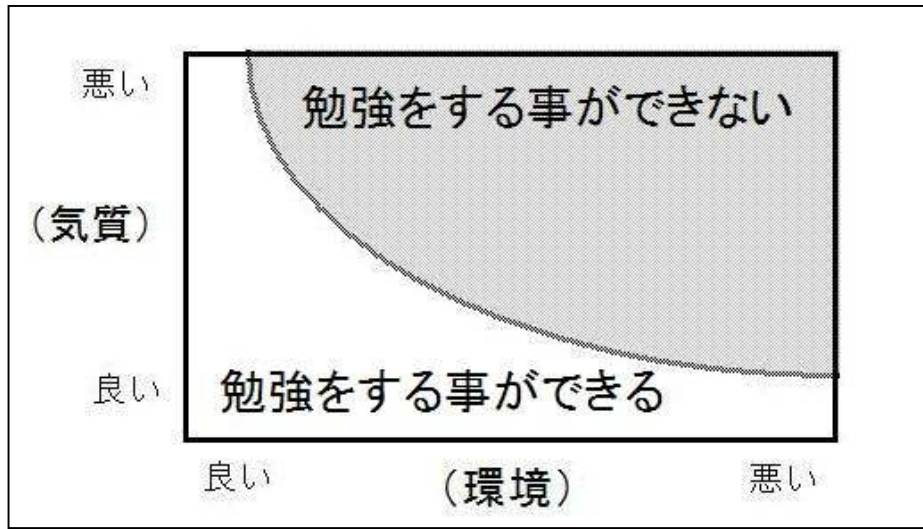 悪い
勉強をする事ができない
（気質）
良い
勉強をする事ができる
良い
（環境）
悪い